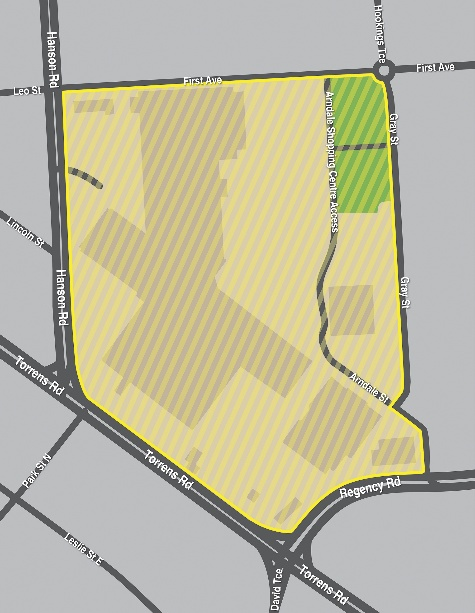 Hookings Tce
Hanson Rd
First Ave
First Ave
Leo St
Arndale Shopping Centre Access
Gray St
Lincoln St
Hanson Rd
Gray St
Torrens Rd
Arndale St
Park St N
Torrens Rd
Regency Rd
Leslie St E
David Tce
Torrens Rd